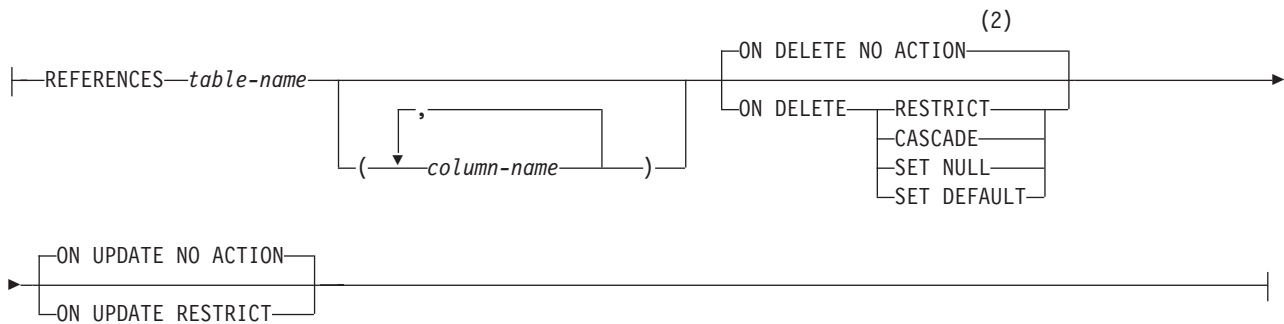 (2)
ON DELETE NO ACTION
REFERENCES table-name
ON DELETE RESTRICT
,
CASCADE
( column-name )
SET NULL
SET DEFAULT
ON UPDATE NO ACTION
ON UPDATE RESTRICT